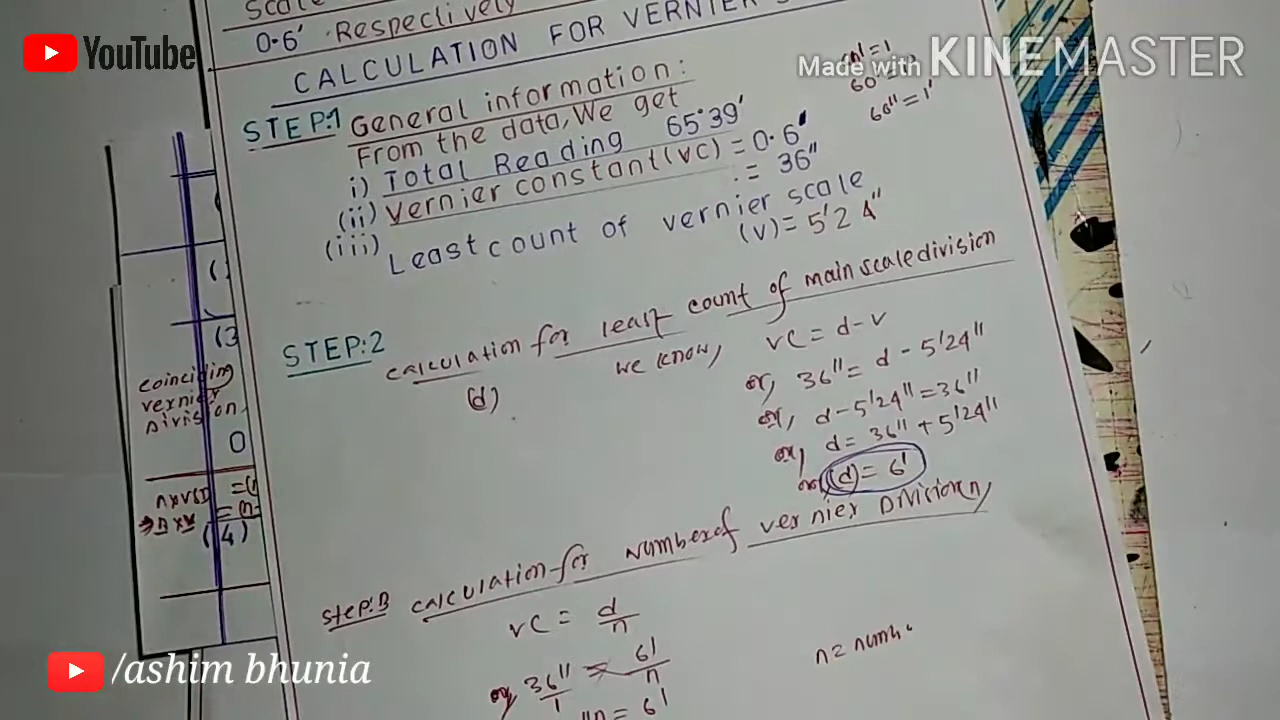 YouTube
Made with KINEMASTER
Scale
0.6' Respectively
CALCULATION FOR VERNIER
60''=1'
STEP:1 General information:
From the data, We get
i) Total Reading 65°39'
(ii) Vernier constant(VC) = 0.6'
= 36''
(iii) Least count of vernier scale
(V)= 5'24''
STEP:2 calculation for least count of main scale division
(d)
we know, VC = d-V
or, 36'' = d - 5'24''
or, d-5'24''=36''
or, d= 36''+5'24''
or, (d)= 6'
Step:3 calculation for Number of vernier Division,
VC = d/n
or, 36''/1 = 6'/n
''n = 6'
n=numb
coinciding
vernier
Division
0
(3
(4)
/ashim bhunia